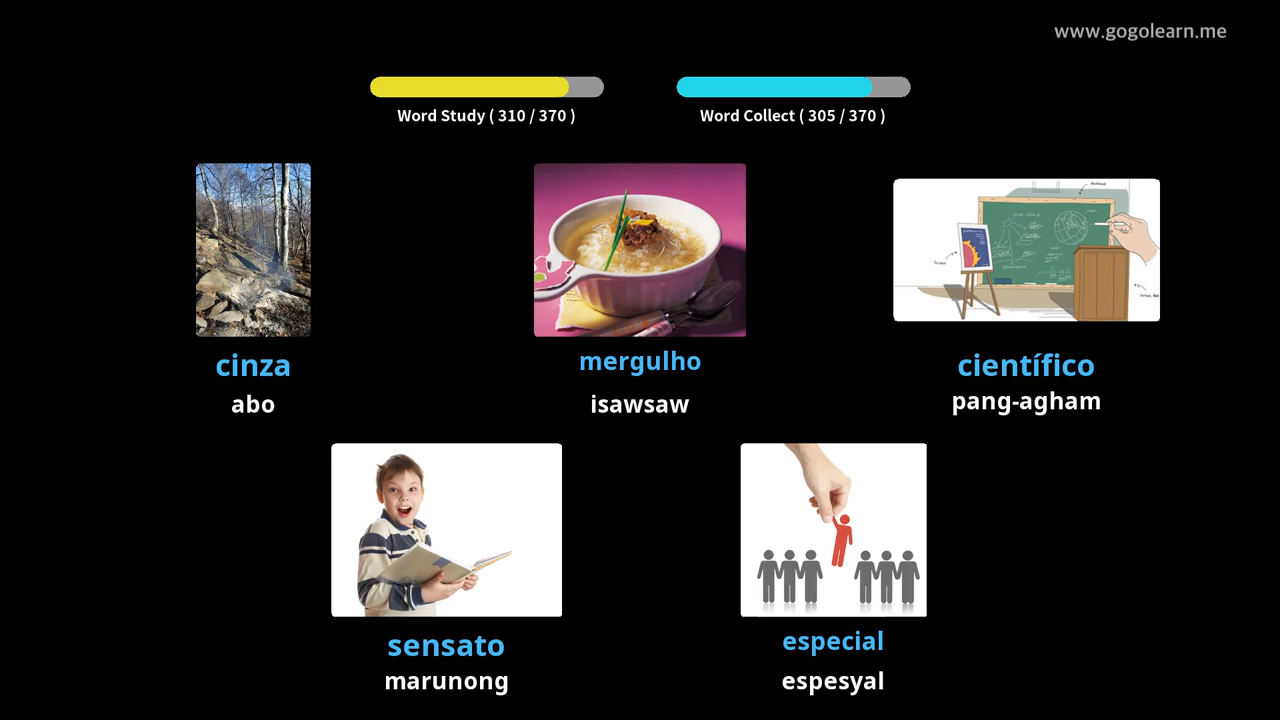 www.gogolearn.me
Word Study ( 310 / 370 )
Word Collect ( 305 / 370 )
cinza
abo
mergulho
isawsaw
científico
pang-agham
sensato
marunong
especial
espesyal